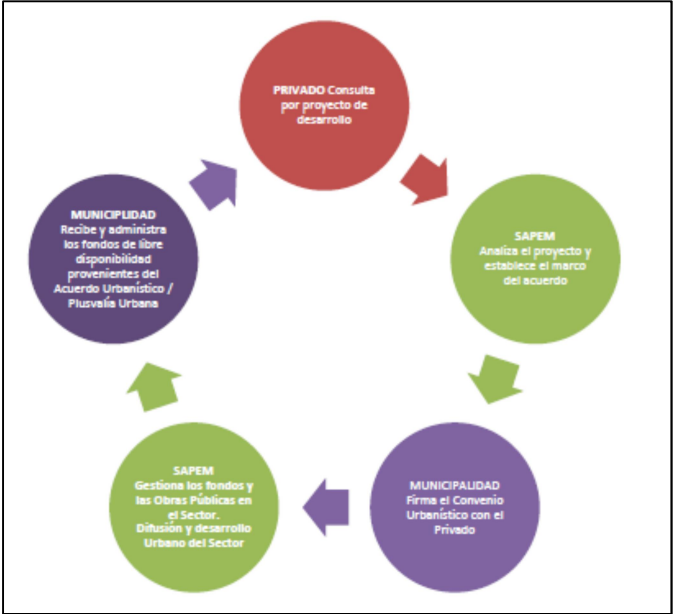 PRIVADO Consulta
por proyecto de
desarrollo
SAPEM
Analiza el proyecto y
establece el marco
del acuerdo
MUNICIPALIDAD
Firma el Convenio
Urbanístico con el
Privado
SAPEM
Gestiona los fondos y
las Obras Públicas en
el Sector.
Difusión y desarrollo
Urbano del Sector
MUNICIPLIDAD
Recibe y administra
los fondos de libre
disponibilidad
provenientes del
Acuerdo Urbanístico /
Plusvalía Urbana